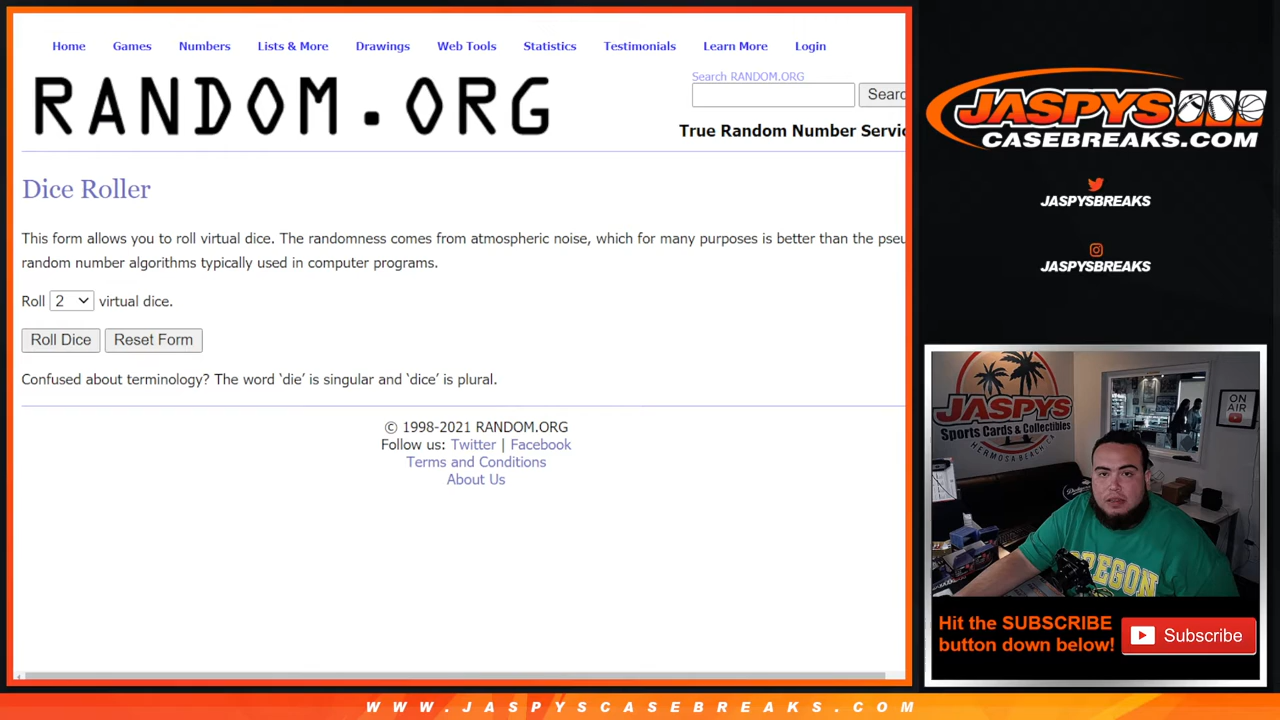 Home Games Numbers Lists & More Drawings Web Tools Statistics Testimonials Learn More Login
RANDOM.ORG
Search RANDOM.ORG
Searc
True Random Number Servic
Dice Roller
This form allows you to roll virtual dice. The randomness comes from atmospheric noise, which for many purposes is better than the pseu
random number algorithms typically used in computer programs.
Roll 2 virtual dice.
Roll Dice Reset Form
Confused about terminology? The word ‘die’ is singular and ‘dice’ is plural.
© 1998-2021 RANDOM.ORG
Follow us: Twitter | Facebook
Terms and Conditions
About Us
JASPYS
CASEBREAKS.COM
JASPYSBREAKS
JASPYSBREAKS
JASPYS
Sports Cards & Collectibles
HERMOSA BEACH, CA
ON
AIR
Dodgers
OREGON
Hit the SUBSCRIBE
button down below!
Subscribe
WWW.JASPYSCASEBREAKS.COM